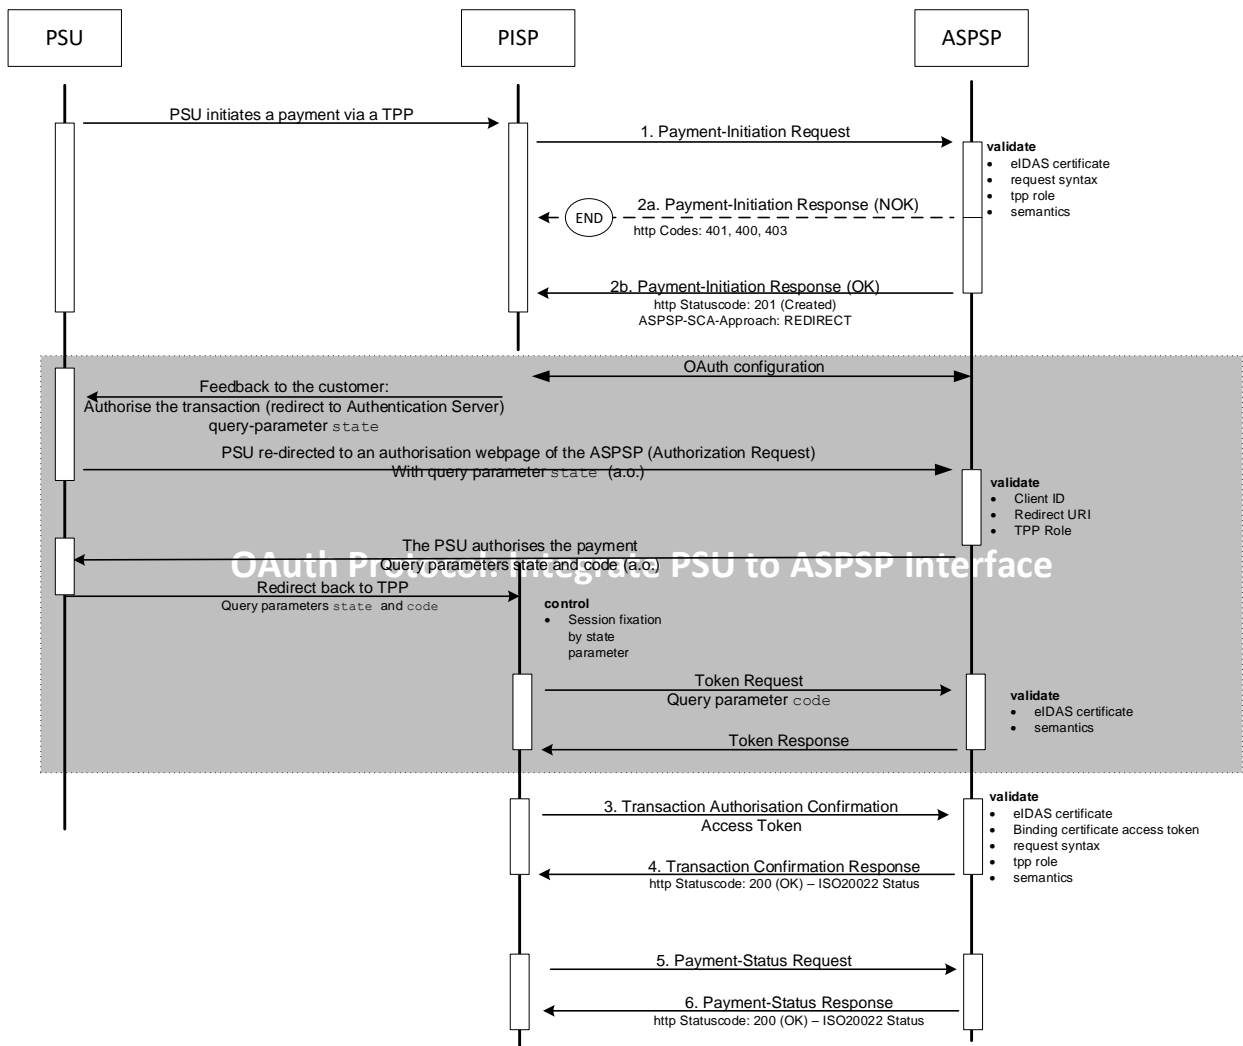 PSU
PISP
ASPSP
PSU initiates a payment via a TPP
1. Payment-Initiation Request
validate
• eIDAS certificate
• request syntax
• tpp role
• semantics
2a. Payment-Initiation Response (NOK)
END
http Codes: 401, 400, 403
2b. Payment-Initiation Response (OK)
http Statuscode: 201 (Created)
ASPSP-SCA-Approach: REDIRECT
OAuth configuration
Feedback to the customer:
Authorise the transaction (redirect to Authentication Server)
query-parameter state
PSU re-directed to an authorisation webpage of the ASPSP (Authorization Request)
With query parameter state (a.o.)
validate
• Client ID
• Redirect URI
• TPP Role
The PSU authorises the payment
Query parameters state and code (a.o.)
OAuth Protocol: Integrate PSU to ASPSP Interface
Redirect back to TPP
Query parameters state and code
control
• Session fixation
by state
parameter
Token Request
Query parameter code
validate
• eIDAS certificate
• semantics
Token Response
3. Transaction Authorisation Confirmation
Access Token
validate
• eIDAS certificate
• Binding certificate access token
• request syntax
• tpp role
• semantics
4. Transaction Confirmation Response
http Statuscode: 200 (OK) – ISO20022 Status
5. Payment-Status Request
6. Payment-Status Response
http Statuscode: 200 (OK) – ISO20022 Status